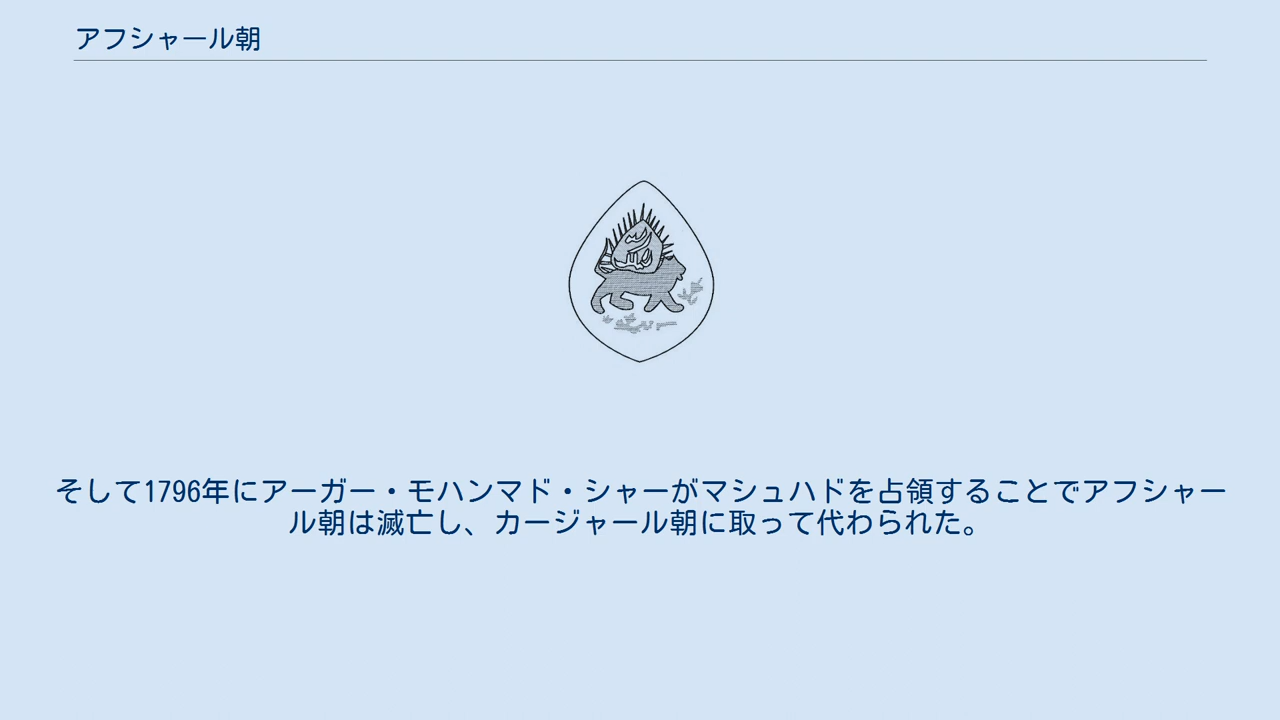 アフシャール朝
そして1796年にアーガー・モハンマド・シャーがマシュハドを占領することでアフシャー
ル朝は滅亡し、カージャール朝に取って代わられた。